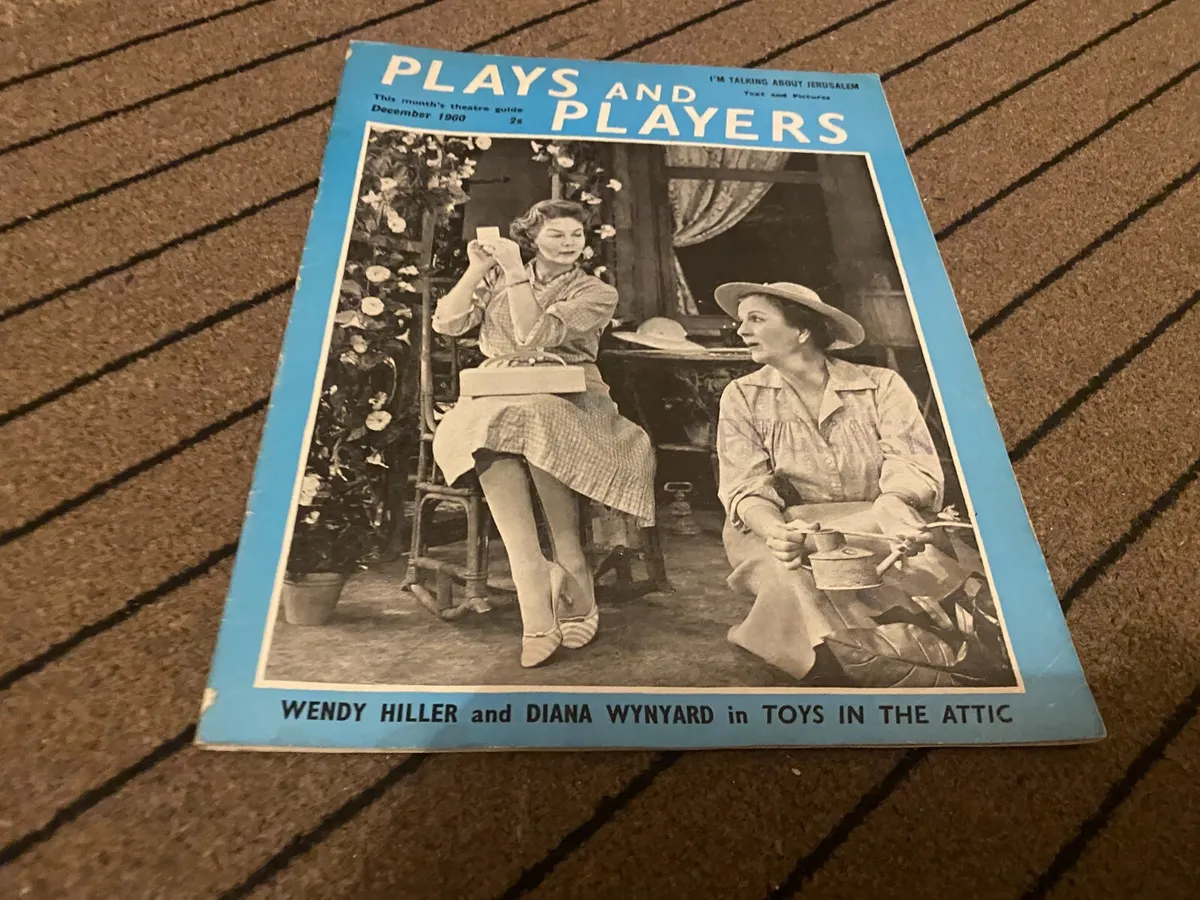 PLAYS AND
PLAYERS
I'M TALKING ABOUT JERUSALEM
Text and Pictures
This month's theatre guide
December 1960 2s
WENDY HILLER and DIANA WYNYARD in TOYS IN THE ATTIC